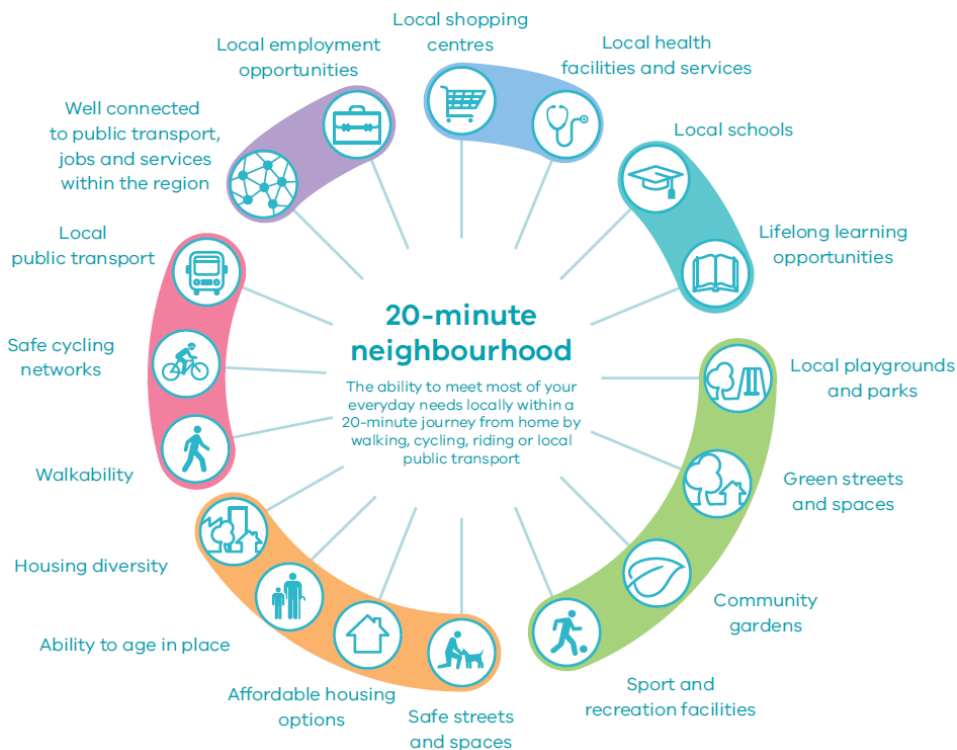 Local shopping
centres
Local health
facilities and services
Local schools
Lifelong learning
opportunities
Local playgrounds
and parks
Green streets
and spaces
Community
gardens
Sport and
recreation facilities
Safe streets
and spaces
Affordable housing
options
Ability to age in place
Housing diversity
Walkability
Safe cycling
networks
Local
public transport
Well connected
to public transport,
jobs and services
within the region
Local employment
opportunities
20-minute
neighbourhood
The ability to meet most of your
everyday needs locally within a
20-minute journey from home by
walking, cycling, riding or local
public transport